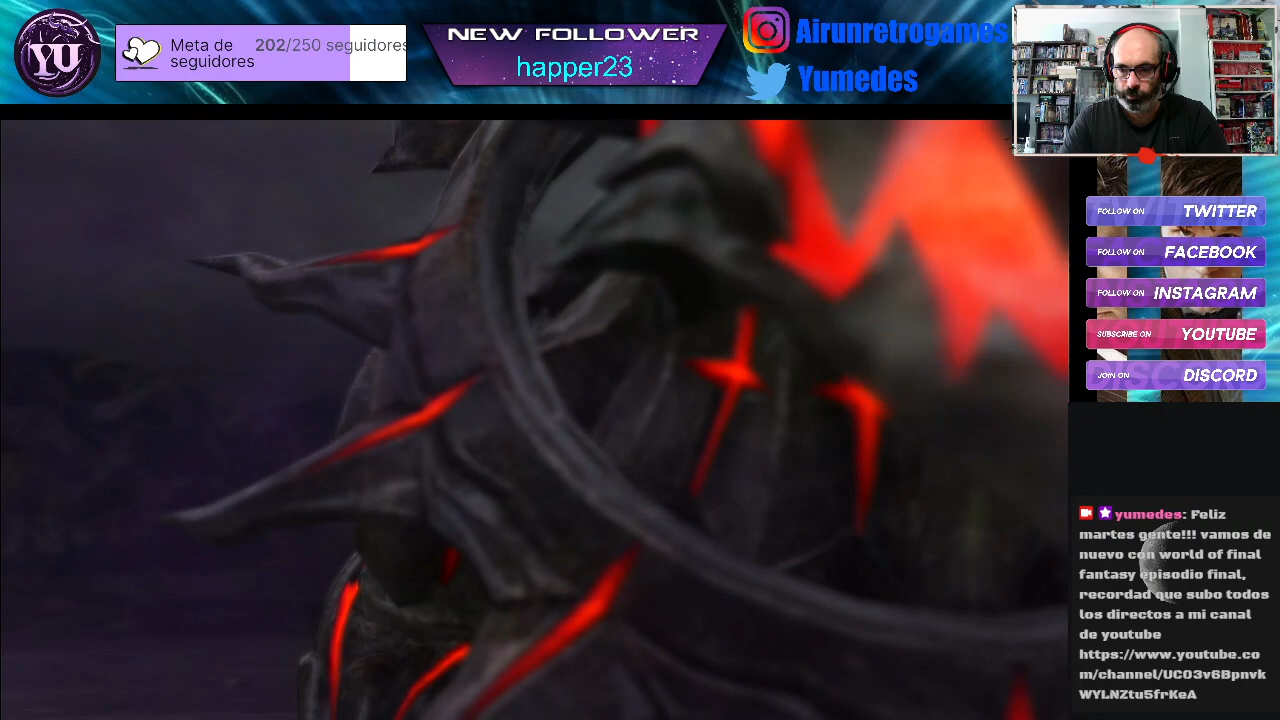 YU
Meta de seguidores
202/250 seguidores
NEW FOLLOWER
happer23
Airunretrogames
Yumedes
FOLLOW ON TWITTER
FOLLOW ON FACEBOOK
FOLLOW ON INSTAGRAM
SUBSCRIBE ON YOUTUBE
JOIN ON DISCORD
yumedes: Feliz
martes gente!!! vamos de
nuevo con world of final
fantasy episodio final,
recordad que subo todos
los directos a mi canal
de youtube
https://www.youtube.co
m/channel/UC03v6Bpnvk
WYLNZtu5frKeA